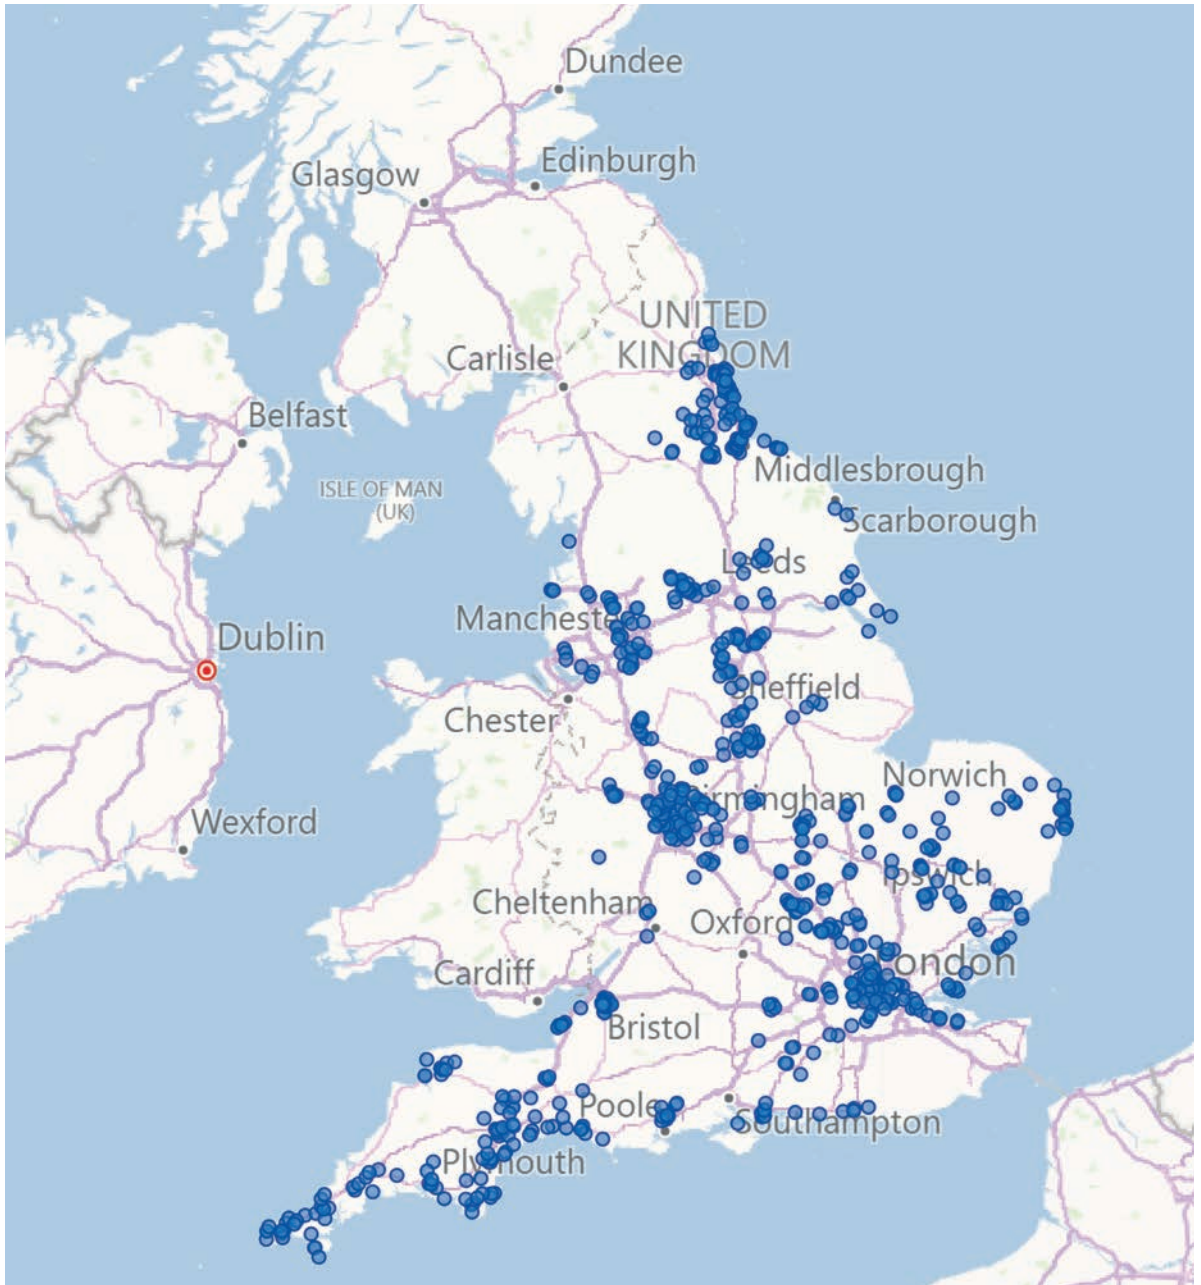 Dundee
Edinburgh
Glasgow
UNITED
KINGDOM
Carlisle
Belfast
Middlesbrough
ISLE OF MAN
(UK)
Scarborough
Leeds
Manchester
Dublin
Sheffield
Chester
Norwich
Birmingham
Wexford
Ipswich
Cheltenham
Oxford
London
Cardiff
Bristol
Poole
Southampton
Plymouth